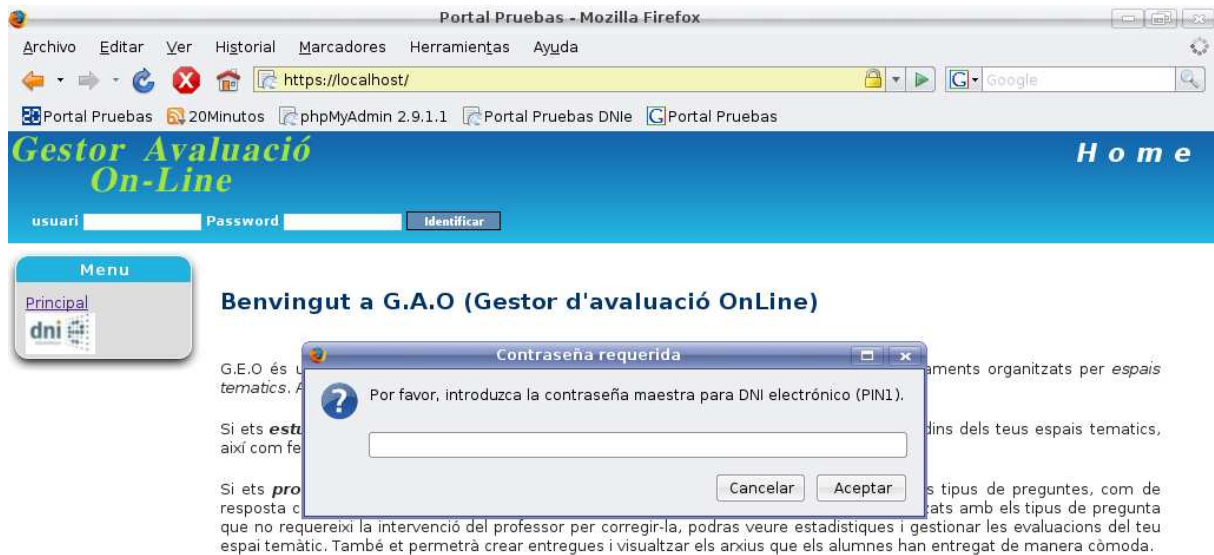 Portal Pruebas - Mozilla Firefox
Archivo Editar Ver Historial Marcadores Herramientas Ayuda
https://localhost/ G Google
Portal Pruebas 20Minutos phpMyAdmin 2.9.1.1 Portal Pruebas DNIe Portal Pruebas
Gestor Avaluació
On-Line
Home
usuari Password Identificar
Menu
Principal
dni
Benvingut a G.A.O (Gestor d'avaluació OnLine)
G.E.O és aments organitzats per espais
tematics.
Contraseña requerida
Por favor, introduzca la contraseña maestra para DNI electrónico (PIN1).
Cancelar Aceptar
Si ets dins dels teus espais tematics,
així com
Si ets s tipus de preguntes, com de
resposta zats amb els tipus de pregunta
que no requereixi la intervenció del professor per corregir-la, podras veure estadistiques i gestionar les evaluacions del teu
espai temàtic. També et permetrà crear entregues i visualtzar els arxius que els alumnes han entregat de manera còmoda.